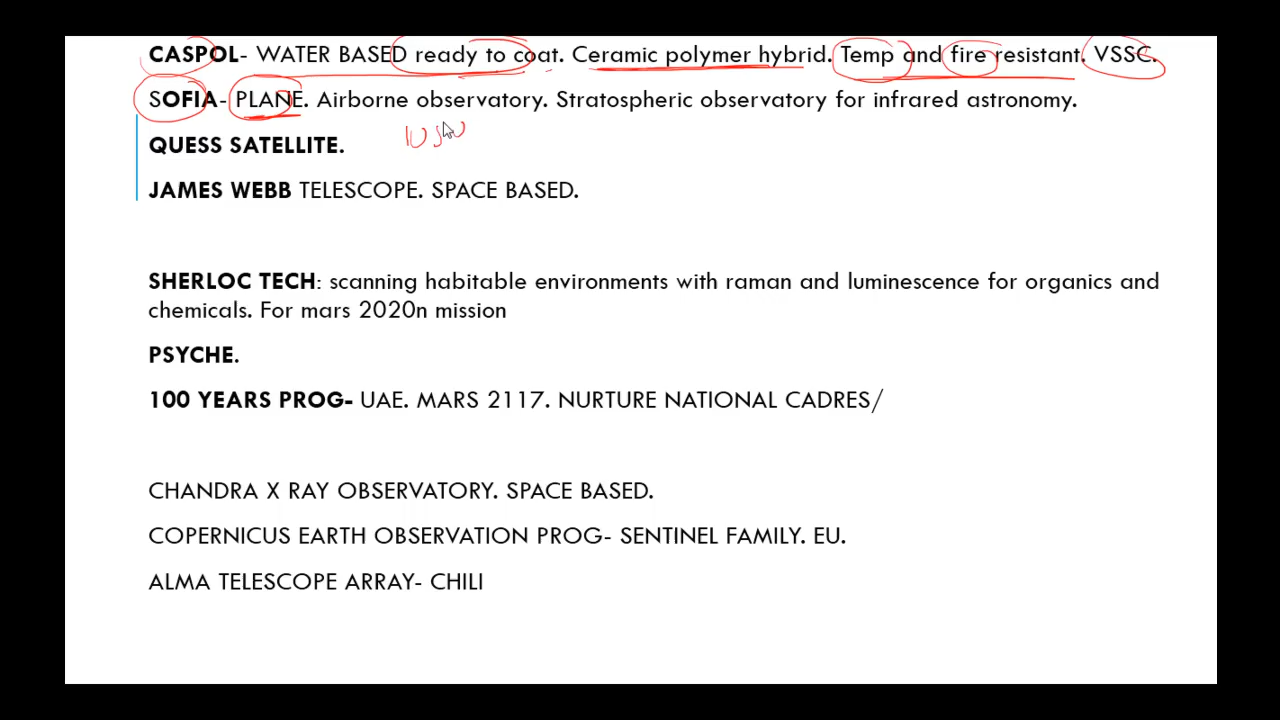 CASPOL- WATER BASED ready to coat. Ceramic polymer hybrid. Temp and fire resistant. VSSC.
SOFIA- PLANE. Airborne observatory. Stratospheric observatory for infrared astronomy.
QUESS SATELLITE.
JAMES WEBB TELESCOPE. SPACE BASED.
SHERLOC TECH: scanning habitable environments with raman and luminescence for organics and
chemicals. For mars 2020n mission
PSYCHE.
100 YEARS PROG- UAE. MARS 2117. NURTURE NATIONAL CADRES/
CHANDRA X RAY OBSERVATORY. SPACE BASED.
COPERNICUS EARTH OBSERVATION PROG- SENTINEL FAMILY. EU.
ALMA TELESCOPE ARRAY- CHILI